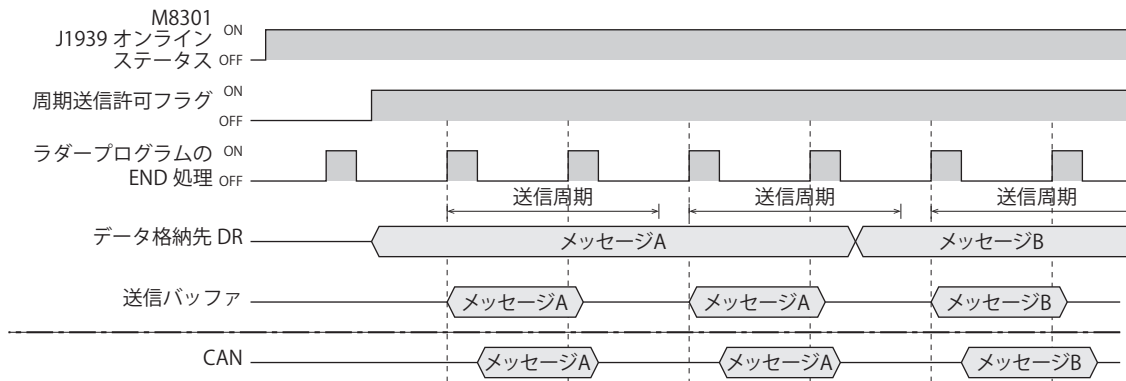 M8301
J1939 オンライン
ステータス
ON
OFF
周期送信許可フラグ
ON
OFF
ラダープログラムの
END 処理
ON
OFF
送信周期 送信周期 送信周期
データ格納先 DR メッセージA メッセージB
送信バッファ メッセージA メッセージA メッセージB
CAN メッセージA メッセージA メッセージB